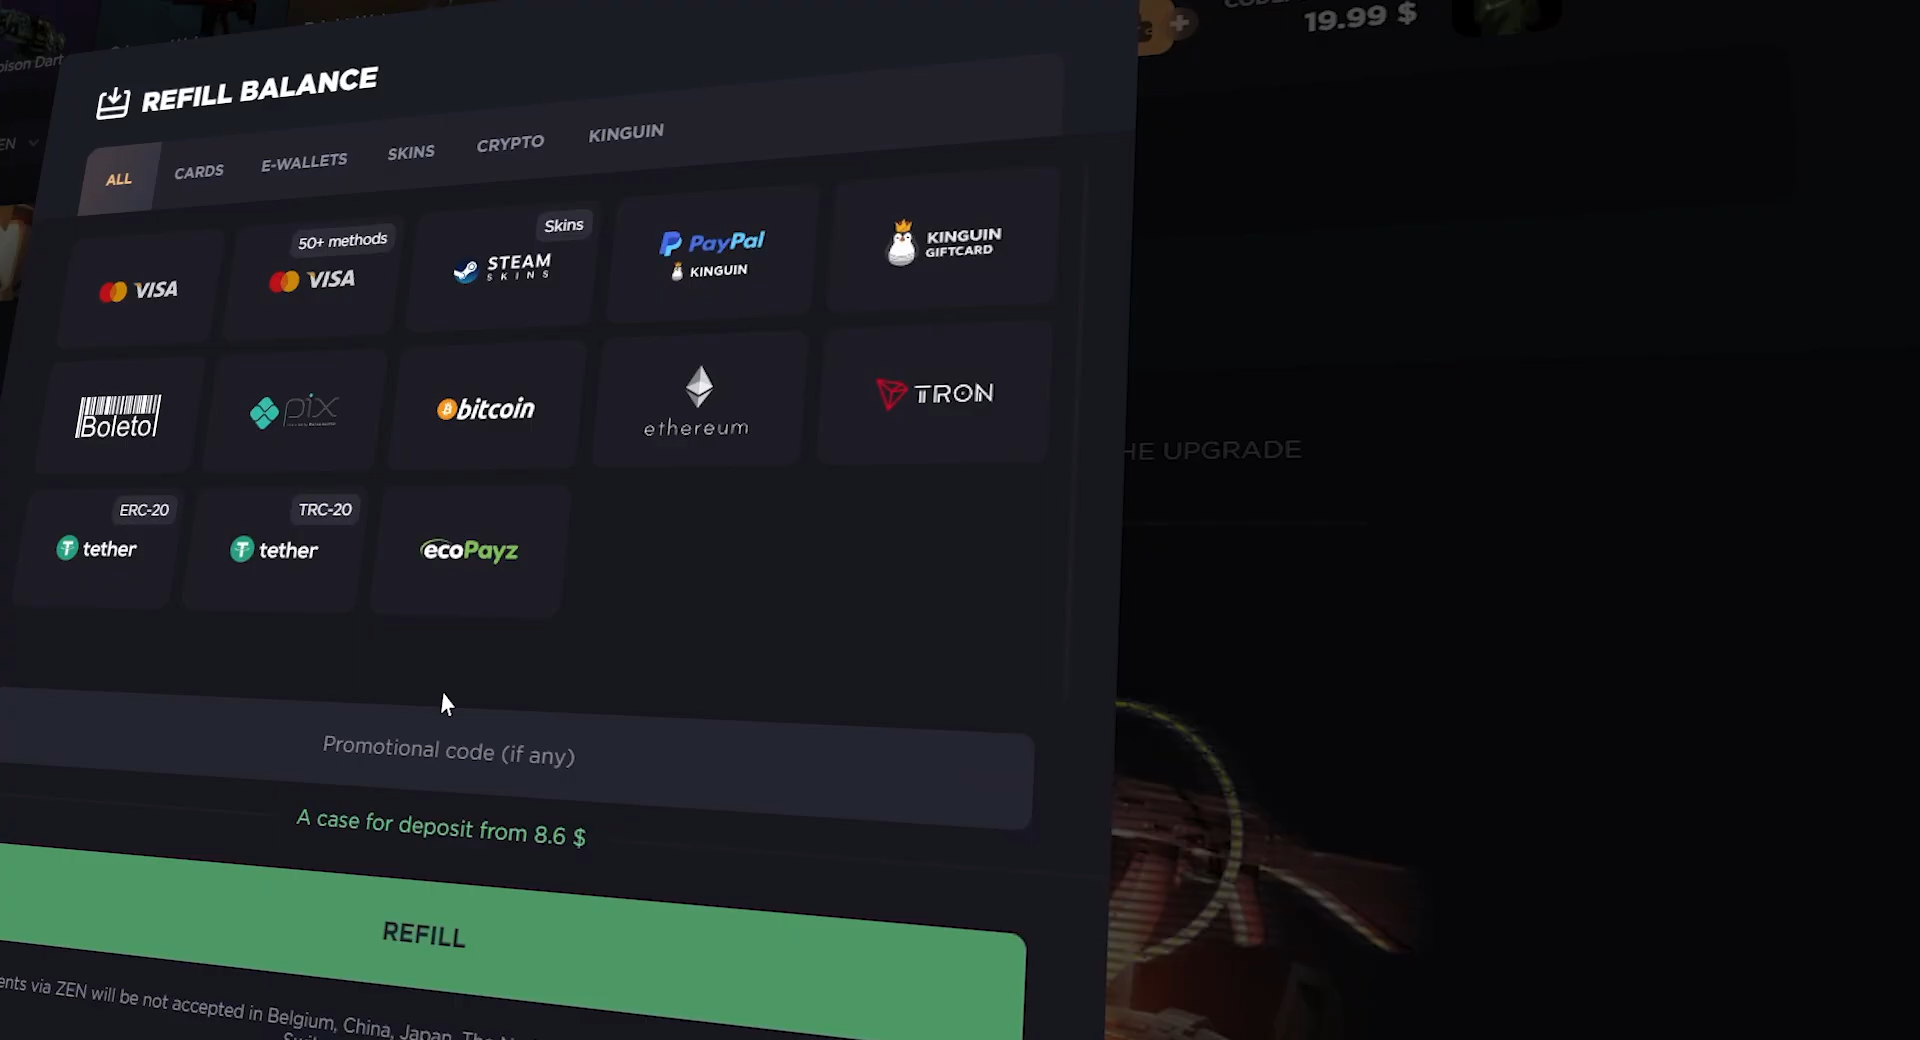 19.99 $
REFILL BALANCE
ALL
CARDS
E-WALLETS
SKINS
CRYPTO
KINGUIN
VISA
50+ methods
VISA
Skins
STEAM
SKINS
PayPal
KINGUIN
KINGUIN
GIFTCARD
Boleto
pix
bitcoin
ethereum
TRON
ERC-20
tether
TRC-20
tether
ecoPayz
HE UPGRADE
Promotional code (if any)
A case for deposit from 8.6 $
REFILL
ents via ZEN will be not accepted in Belgium, China, Japan,